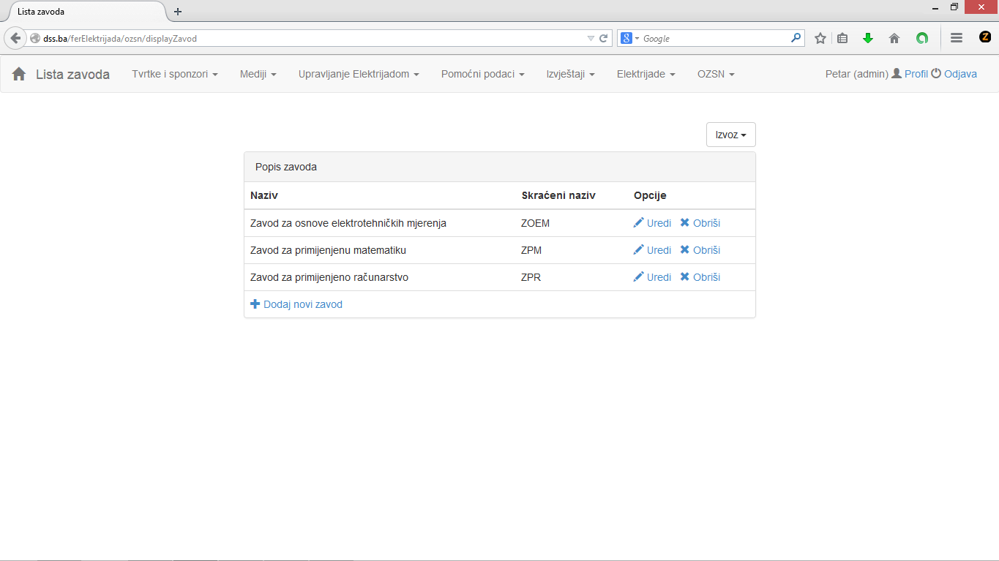 Lista zavoda
dss.ba/ferElektrijada/ozsn/displayZavod
Google
Lista zavoda Tvrtke i sponzori Mediji Upravljanje Elektrijadom Pomoćni podaci Izvještaji Elektrijade OZSN Petar (admin) Profil Odjava
Izvoz
Popis zavoda
Naziv Skraćeni naziv Opcije
Zavod za osnove elektrotehničkih mjerenja ZOEM Uredi Obriši
Zavod za primijenjenu matematiku ZPM Uredi Obriši
Zavod za primijenjeno računarstvo ZPR Uredi Obriši
Dodaj novi zavod